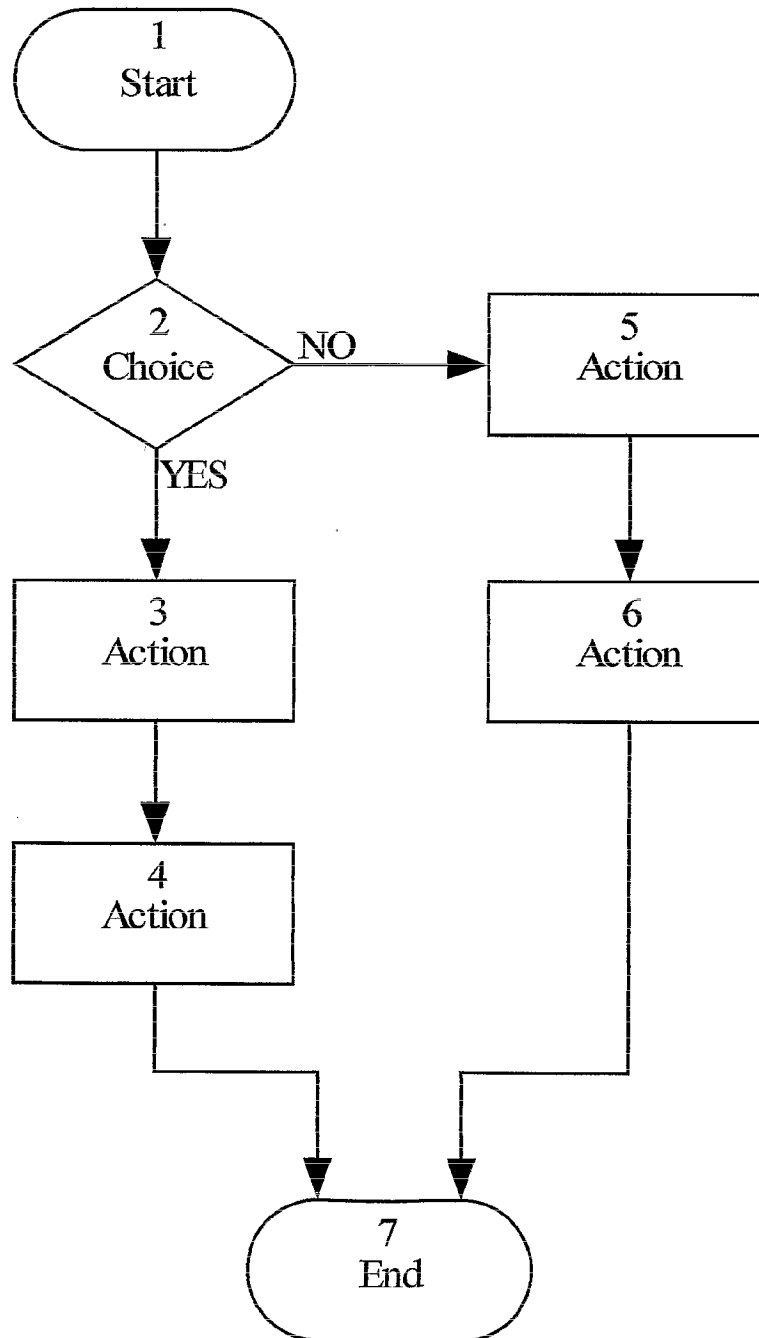 1
Start
2
Choice
NO
YES
5
Action
3
Action
6
Action
4
Action
7
End